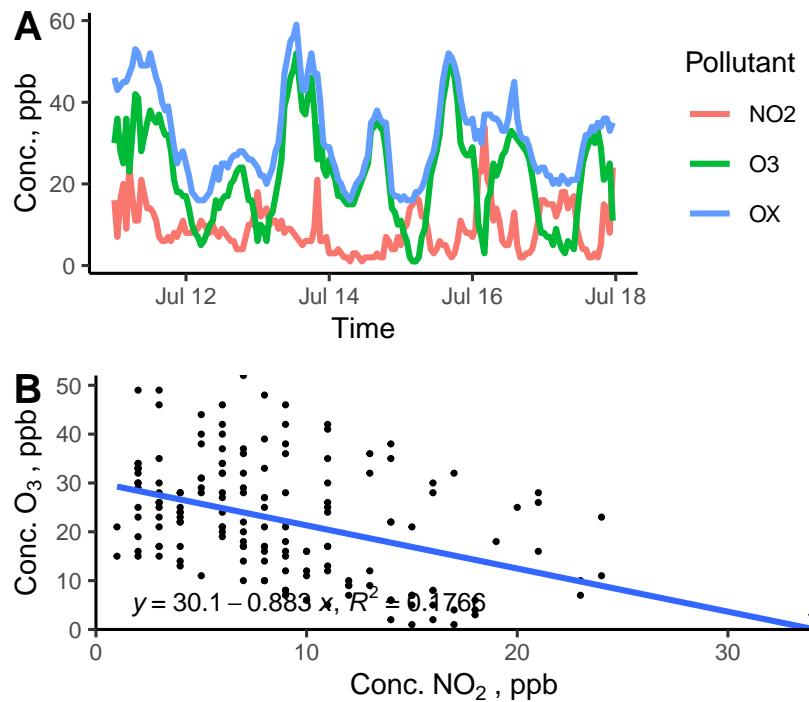 A
60
40
20
0
Conc., ppb
Jul 12 Jul 14 Jul 16 Jul 18
Time
Pollutant
NO2
O3
OX
B
50
40
30
20
10
0
Conc. O₃ , ppb
y = 30.1 − 0.883 x, R² = 0.1766
0 10 20 30
Conc. NO₂ , ppb